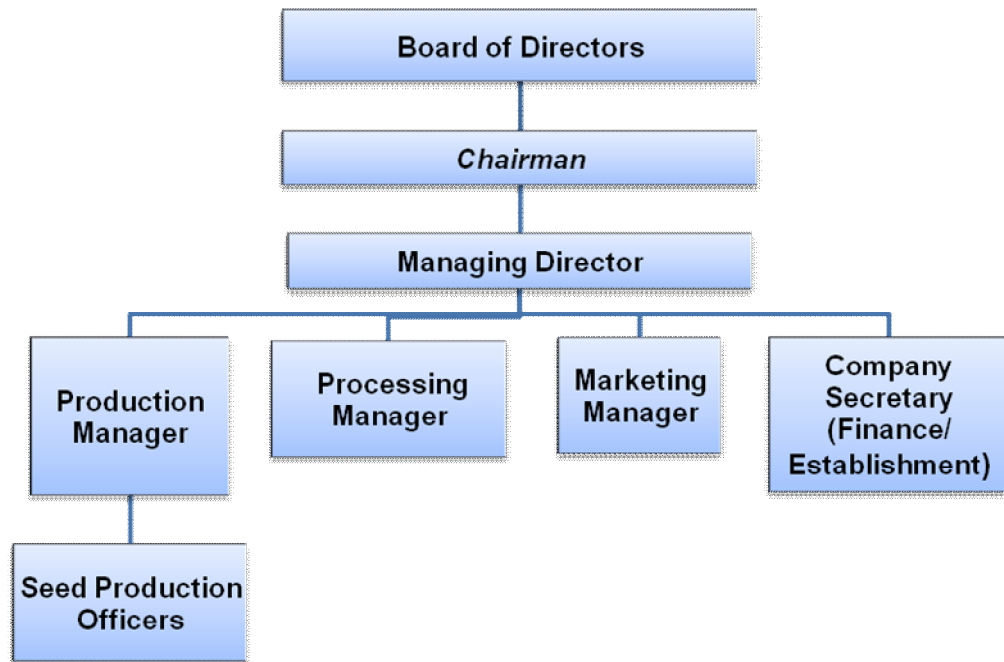 Board of Directors
Chairman
Managing Director
Production
Manager
Processing
Manager
Marketing
Manager
Company
Secretary
(Finance/
Establishment)
Seed Production
Officers